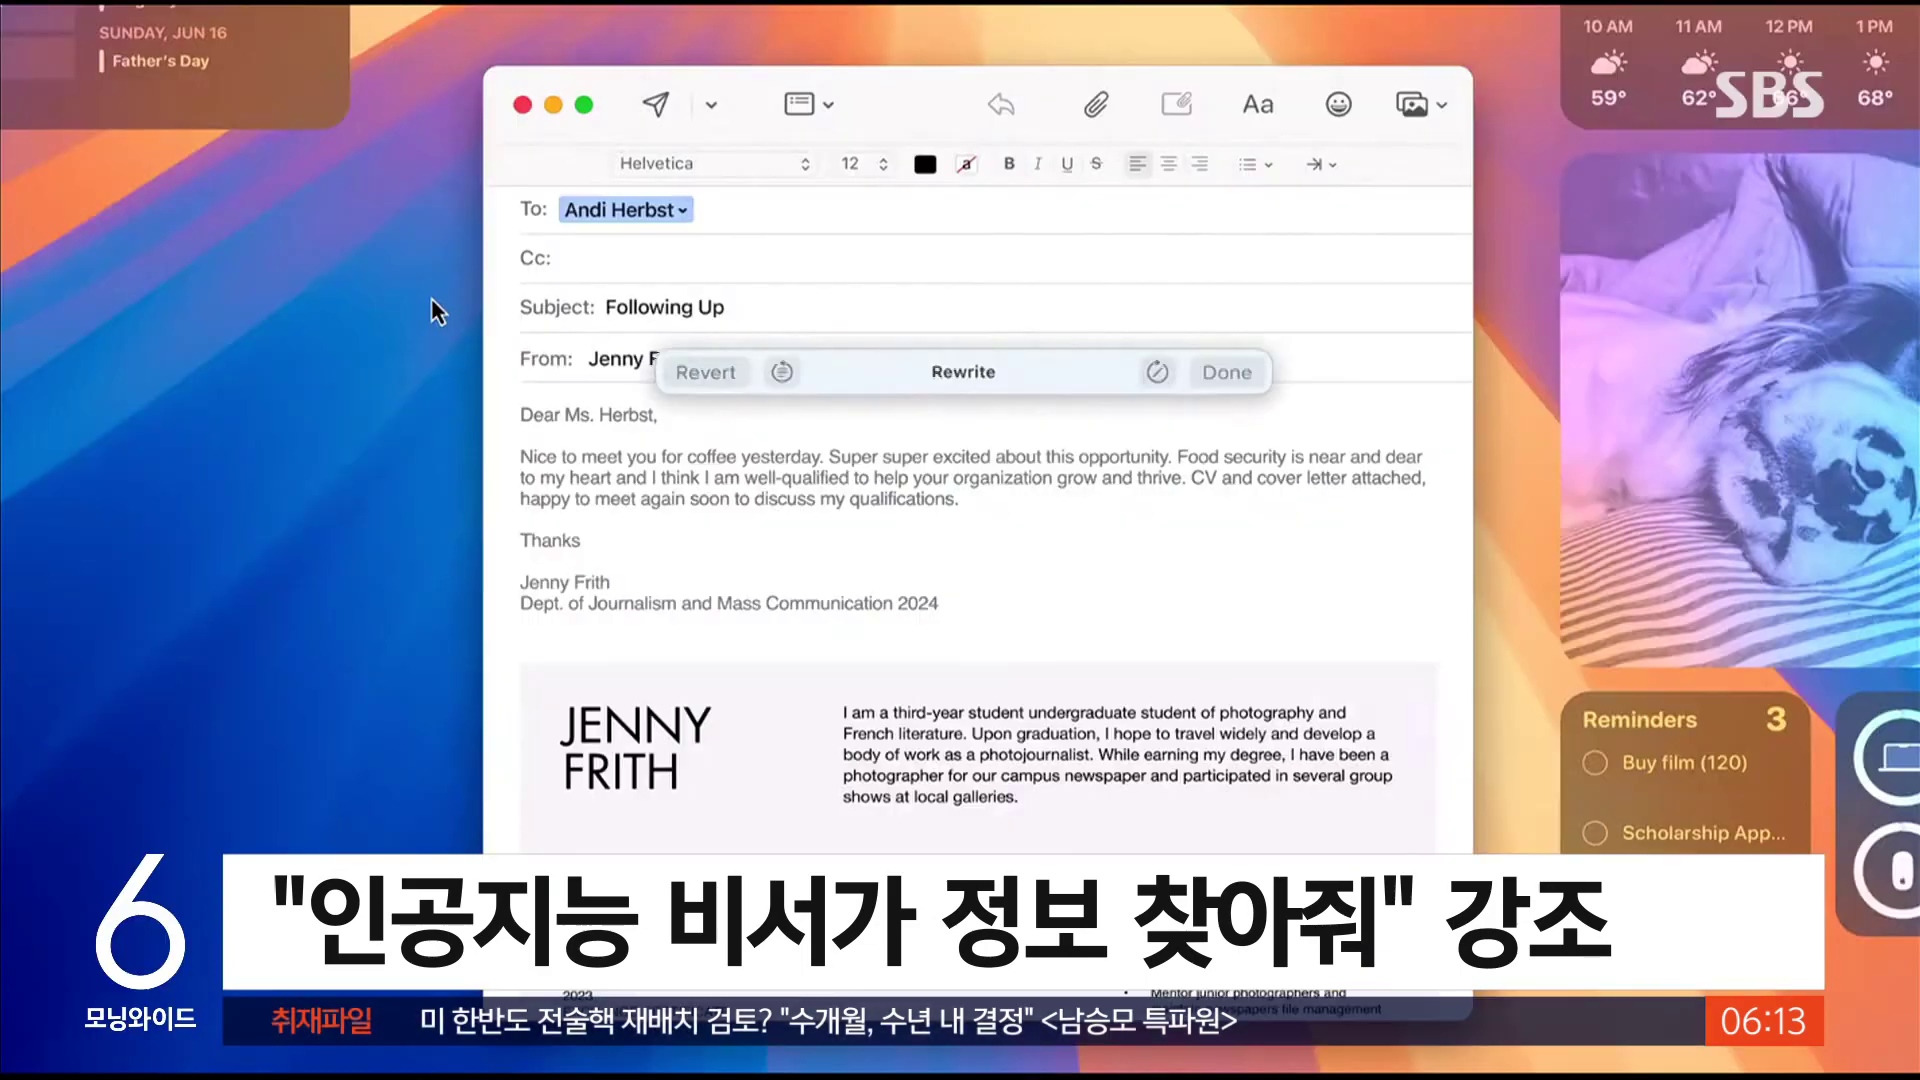 SUNDAY, JUN 16
Father's Day
10 AM 11 AM 12 PM 1 PM
59° 62° 66° 68°
SBS
Aa
Helvetica 12 a B I U S
To: Andi Herbst
Cc:
Subject: Following Up
From: Jenny F
Revert Rewrite Done
Dear Ms. Herbst,
Nice to meet you for coffee yesterday. Super super excited about this opportunity. Food security is near and dear
to my heart and I think I am well-qualified to help your organization grow and thrive. CV and cover letter attached,
happy to meet again soon to discuss my qualifications.
Thanks
Jenny Frith
Dept. of Journalism and Mass Communication 2024
JENNY
FRITH
I am a third-year student undergraduate student of photography and
French literature. Upon graduation, I hope to travel widely and develop a
body of work as a photojournalist. While earning my degree, I have been a
photographer for our campus newspaper and participated in several group
shows at local galleries.
Reminders 3
Buy film (120)
Scholarship App...
6
모닝와이드
"인공지능 비서가 정보 찾아줘" 강조
2023
• Mentor junior photographers and
newspapers file management
취재파일 미 한반도 전술핵 재배치 검토? "수개월, 수년 내 결정" <남승모 특파원>
06:13